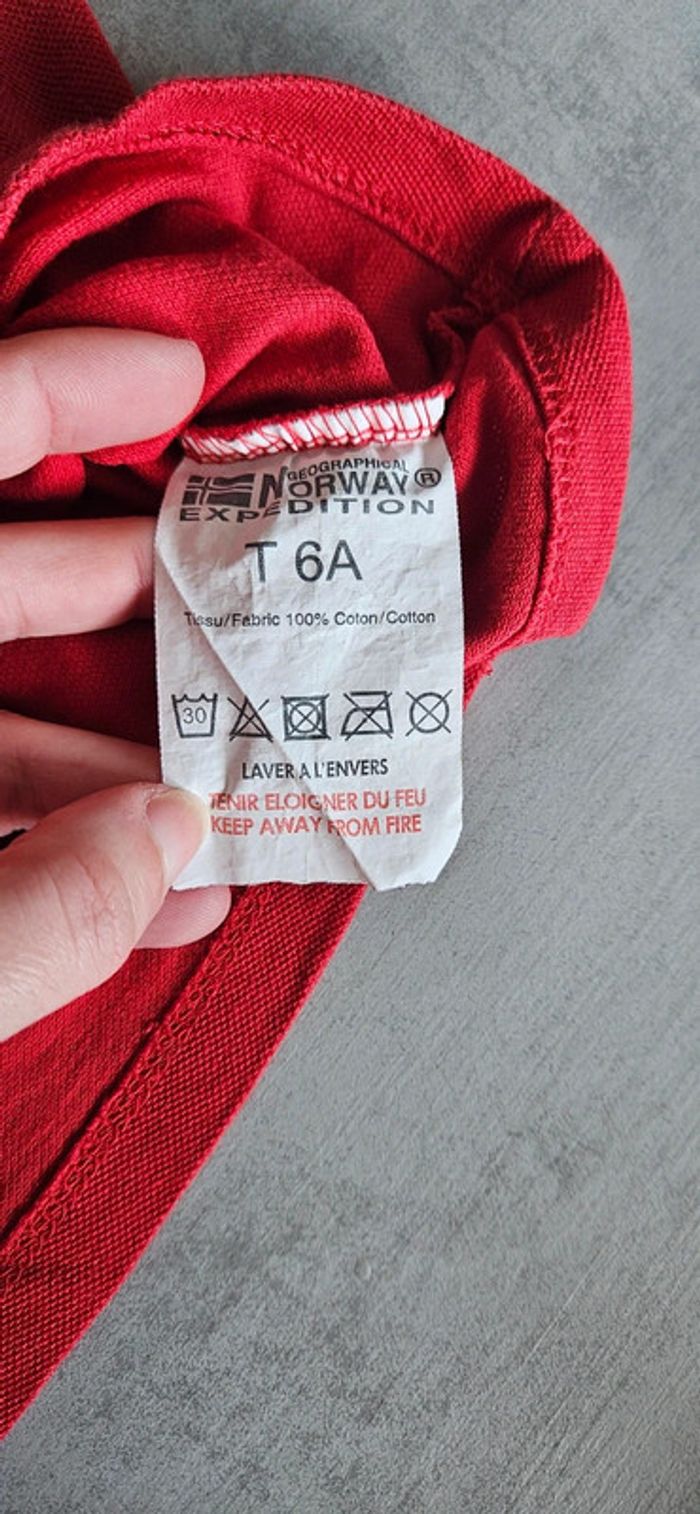 GEOGRAPHICAL
NORWAY®
EXPEDITION
T 6A
Tissu/Fabric 100% Coton/Cotton
30
LAVER A L'ENVERS
TENIR ELOIGNER DU FEU
KEEP AWAY FROM FIRE